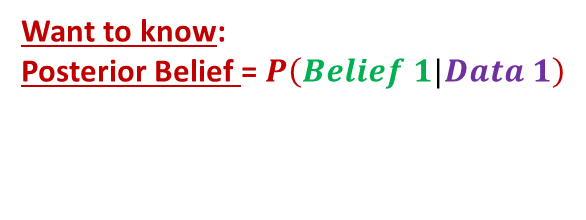 Want to know:
Posterior Belief = P(Belief 1|Data 1)